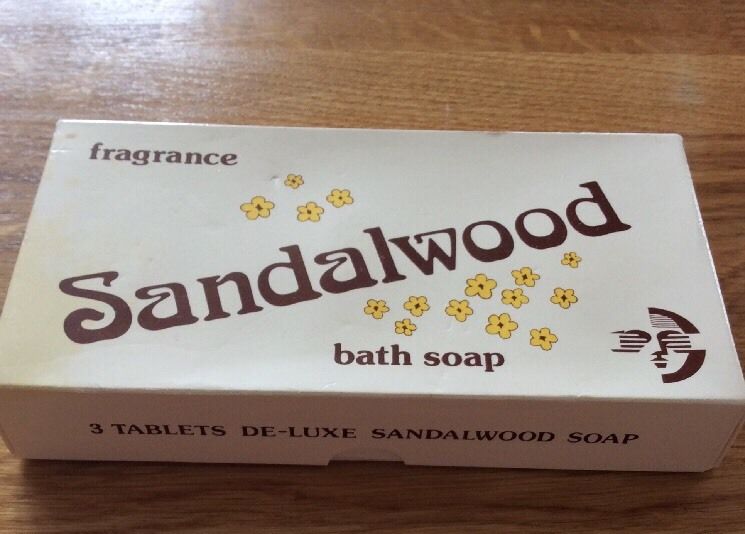 fragrance
Sandalwood
bath soap
3 TABLETS DE-LUXE SANDALWOOD SOAP